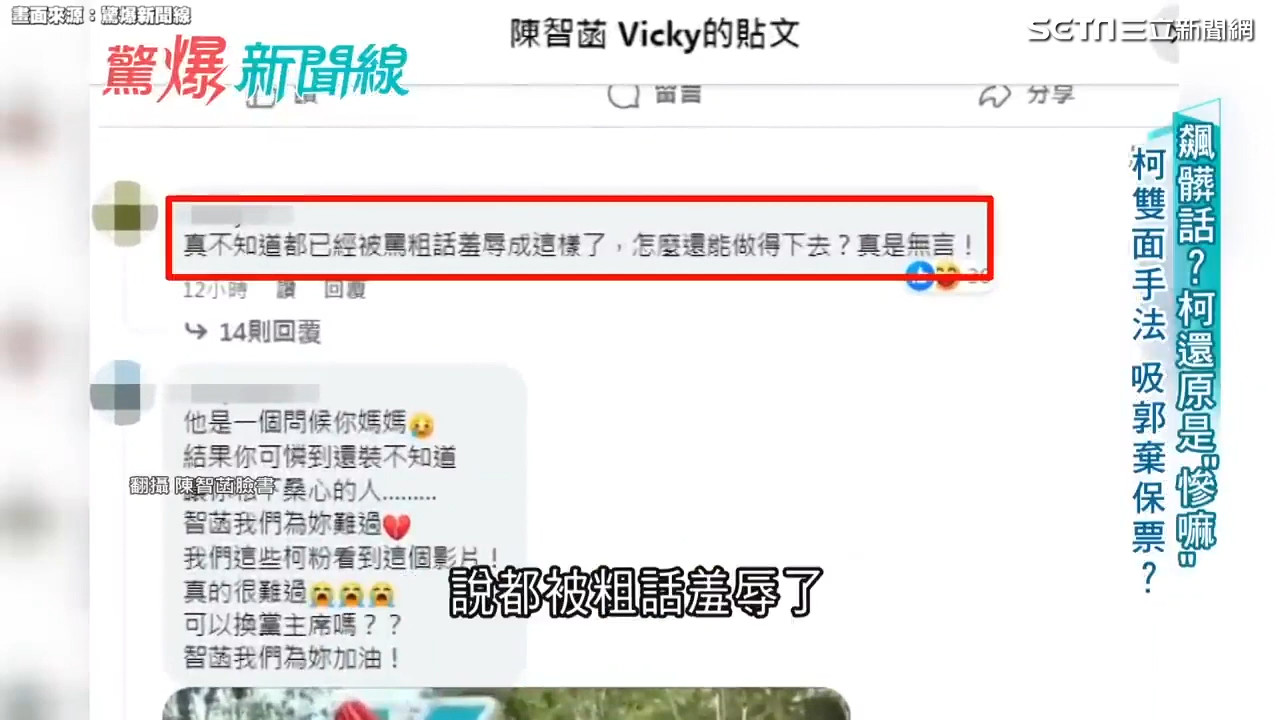 畫面來源：驚爆新聞線
驚爆新聞線
陳智菡 Vicky的貼文
SETN三立新聞網
讚 留言 分享
真不知道都已經被罵粗話羞辱成這樣了，怎麼還能做得下去？真是無言！
12小時 讚 回覆
14則回覆
他是一個問候你媽媽😢
結果你可憐到還裝不知道
桑心的人.........
智菡我們為妳難過💔
我們這些柯粉看到這個影片！
真的很難過😭😭😭
可以換黨主席嗎？？
智菡我們為妳加油！
翻攝 陳智菡臉書
飆髒話？柯還原是"慘嘛"
柯雙面手法 吸郭棄保票？
說都被粗話羞辱了